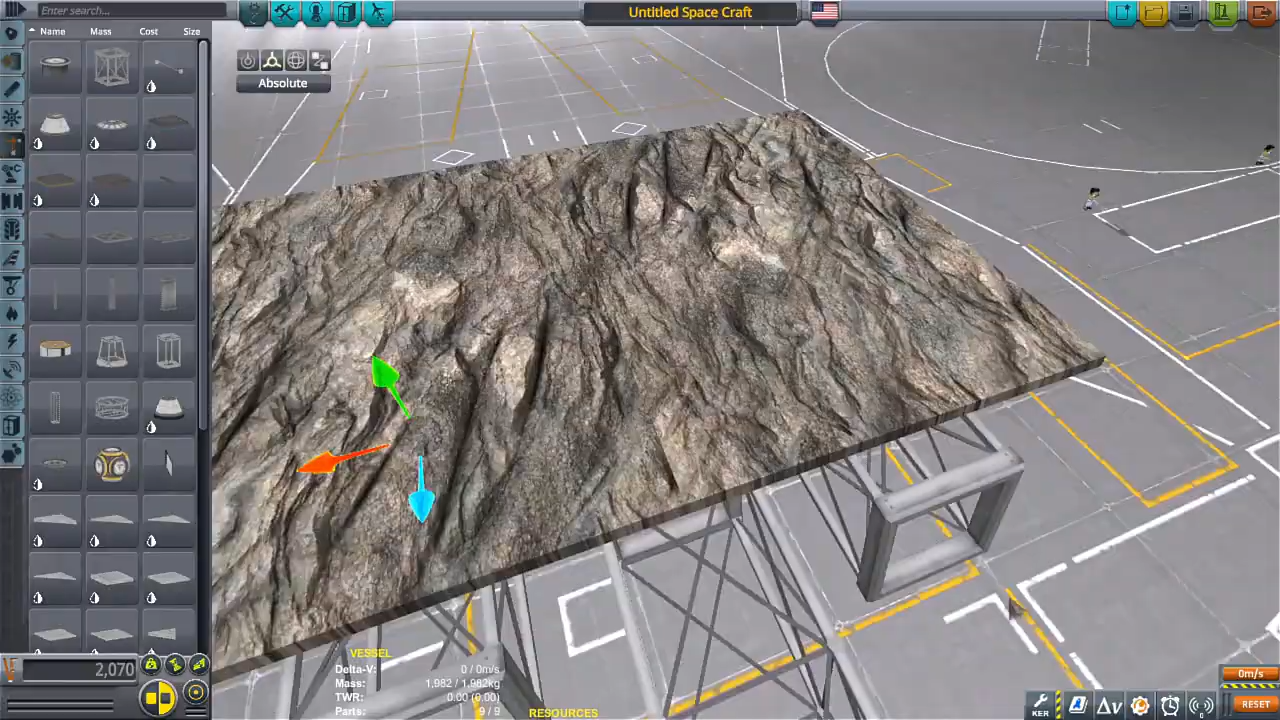 Enter search...
Untitled Space Craft
Name Mass Cost Size
Absolute
2,070
VESSEL
Delta-V: 0 / 0m/s
Mass: 1,982 / 1,982kg
TWR: 0.00 (0.00)
Parts: 9 / 9
RESOURCES
0m/s
KER
Δv
RESET